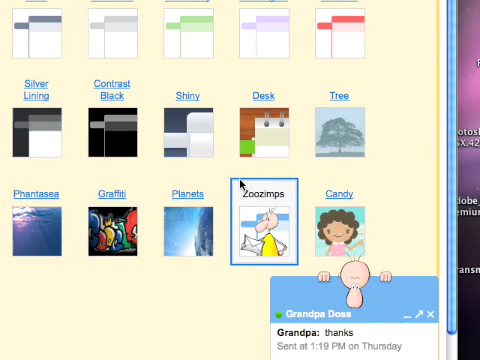 Silver Lining
Contrast Black
Shiny
Desk
Tree
Phantasea
Graffiti
Planets
Zoozimps
Candy
Grandpa Doss
Grandpa: thanks
Sent at 1:19 PM on Thursday